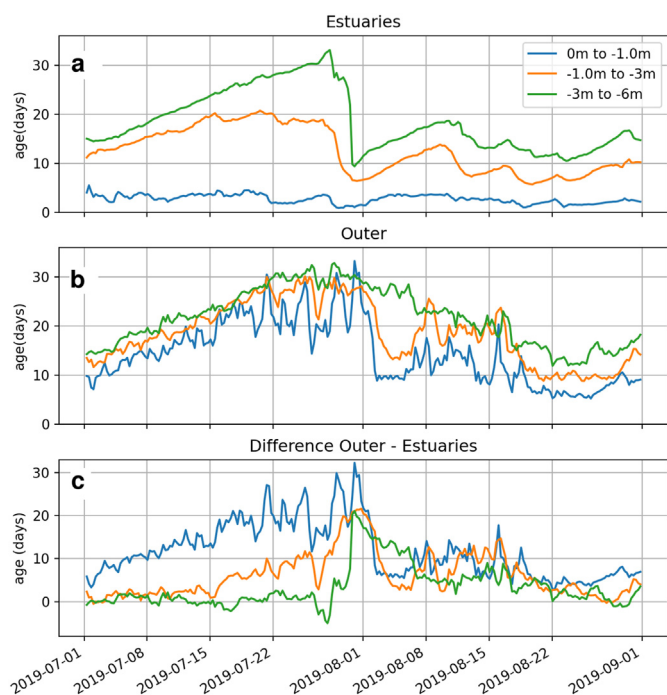 Estuaries
a
age(days)
30
20
10
0
0m to -1.0m
-1.0m to -3m
-3m to -6m
Outer
b
age(days)
30
20
10
0
Difference Outer - Estuaries
c
age (days)
30
20
10
0
2019-07-01
2019-07-08
2019-07-15
2019-07-22
2019-08-01
2019-08-08
2019-08-15
2019-08-22
2019-09-01